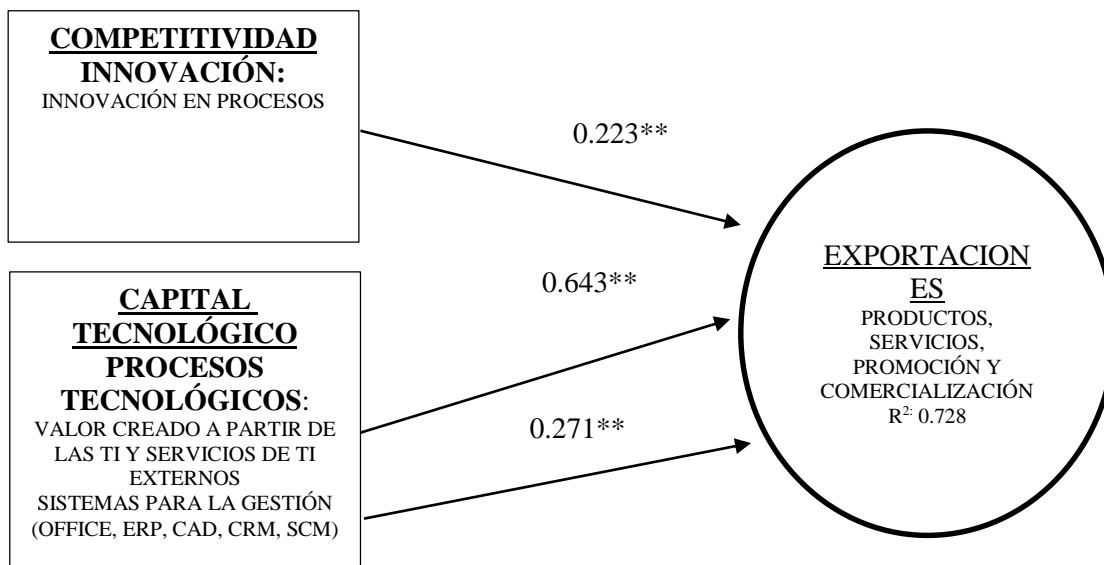 COMPETITIVIDAD
INNOVACIÓN:
INNOVACIÓN EN PROCESOS
0.223**
CAPITAL
TECNOLÓGICO
PROCESOS
TECNOLÓGICOS:
VALOR CREADO A PARTIR DE
LAS TI Y SERVICIOS DE TI
EXTERNOS
SISTEMAS PARA LA GESTIÓN
(OFFICE, ERP, CAD, CRM, SCM)
0.643**
0.271**
EXPORTACION
ES
PRODUCTOS,
SERVICIOS,
PROMOCIÓN Y
COMERCIALIZACIÓN
R²: 0.728